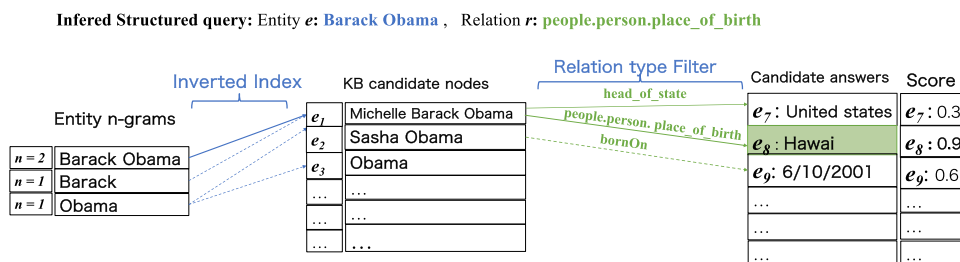 Infered Structured query: Entity e: Barack Obama , Relation r: people.person.place_of_birth
Inverted Index
KB candidate nodes
Relation type Filter
Candidate answers
Score
Entity n-grams
n = 2 Barack Obama
n = 1 Barack
n = 1 Obama
e1 Michelle Barack Obama
e2 Sasha Obama
e3 Obama
... ...
... ...
... ...
head_of_state
people.person. place_of_birth
bornOn
e7: United states e7: 0.3
e8 : Hawai e8 : 0.9
e9: 6/10/2001 e9: 0.6
... ...
... ...
... ...